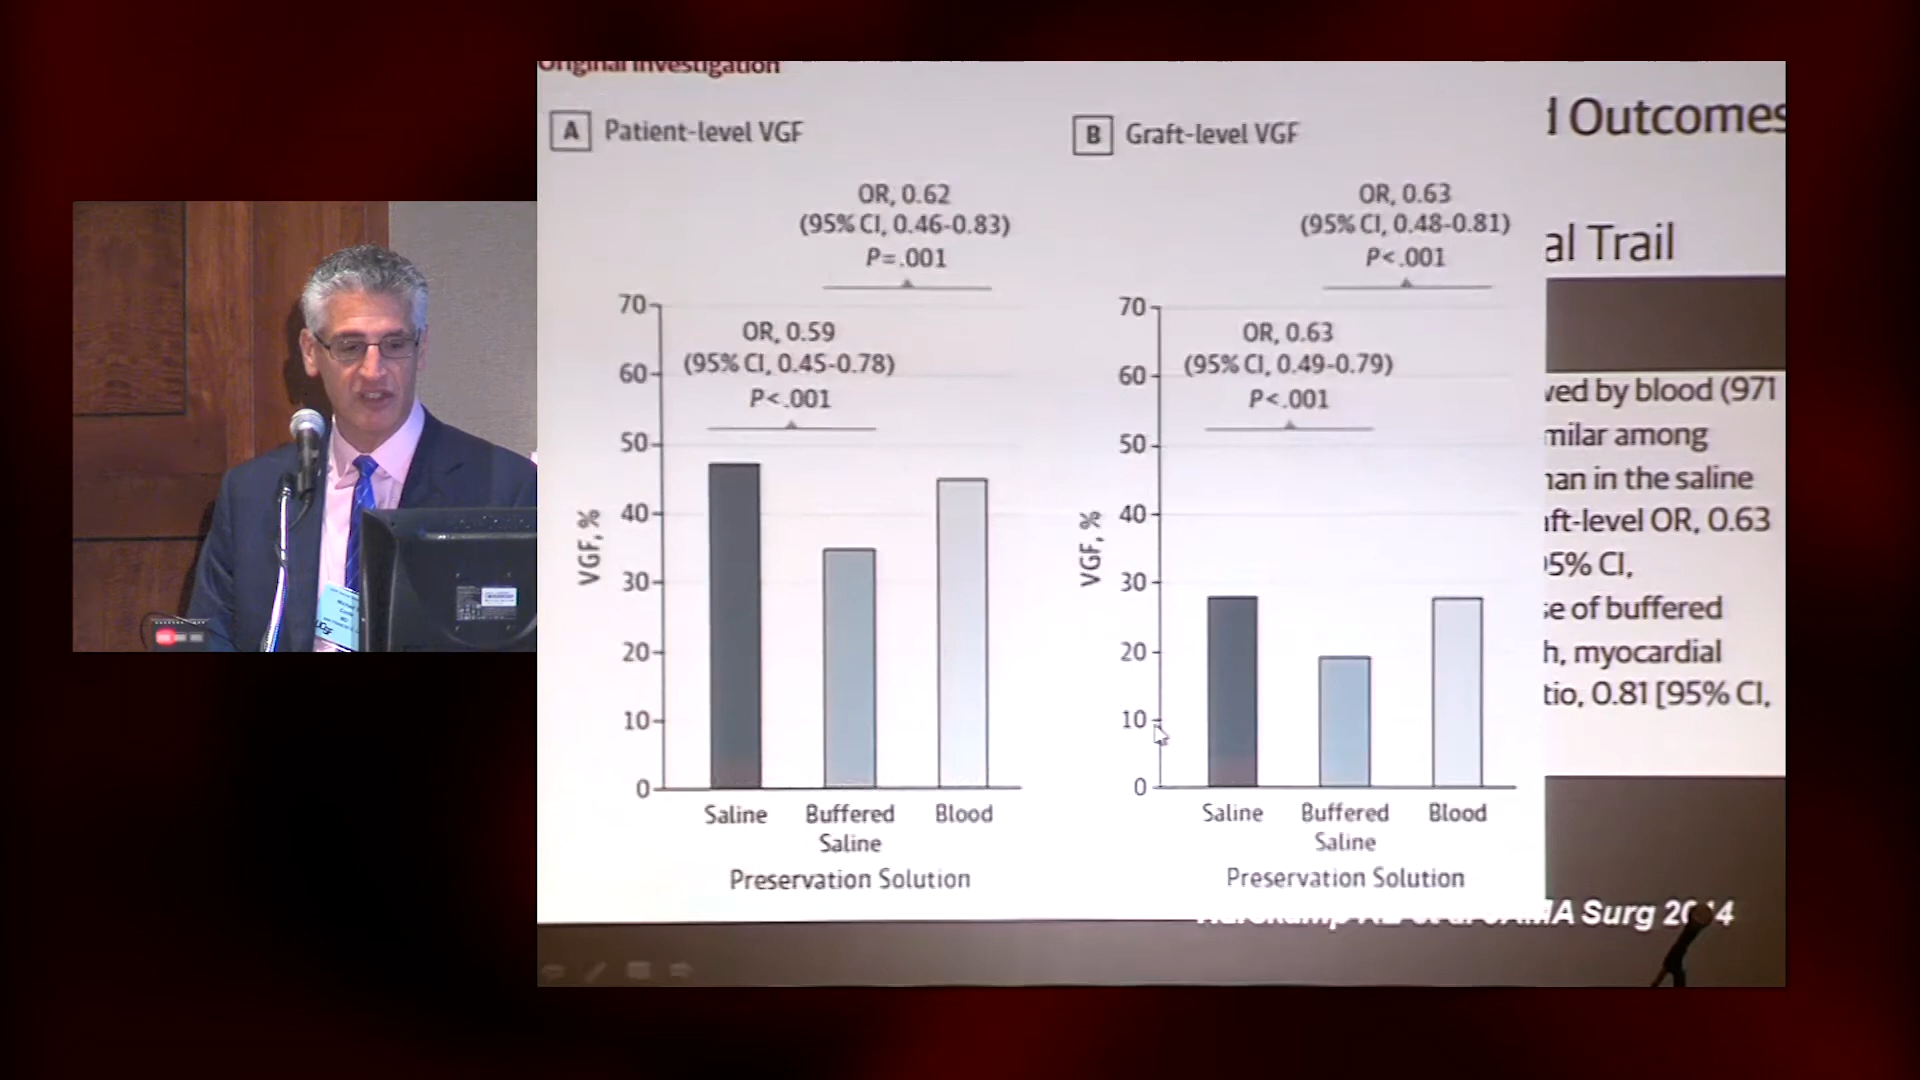 Original Investigation
A Patient-level VGF
OR, 0.62
(95% CI, 0.46-0.83)
P=.001
OR, 0.59
(95% CI, 0.45-0.78)
P<.001
70
60
50
40
30
20
10
0
VGF, %
Saline
Buffered Saline
Blood
Preservation Solution
B Graft-level VGF
OR, 0.63
(95% CI, 0.48-0.81)
P<.001
OR, 0.63
(95% CI, 0.49-0.79)
P<.001
70
60
50
40
30
20
10
0
VGF, %
Saline
Buffered Saline
Blood
Preservation Solution
d Outcomes
al Trail
wed by blood (971
milar among
han in the saline
aft-level OR, 0.63
95% CI,
se of buffered
h, myocardial
tio, 0.81 [95% CI,
Surg 2014